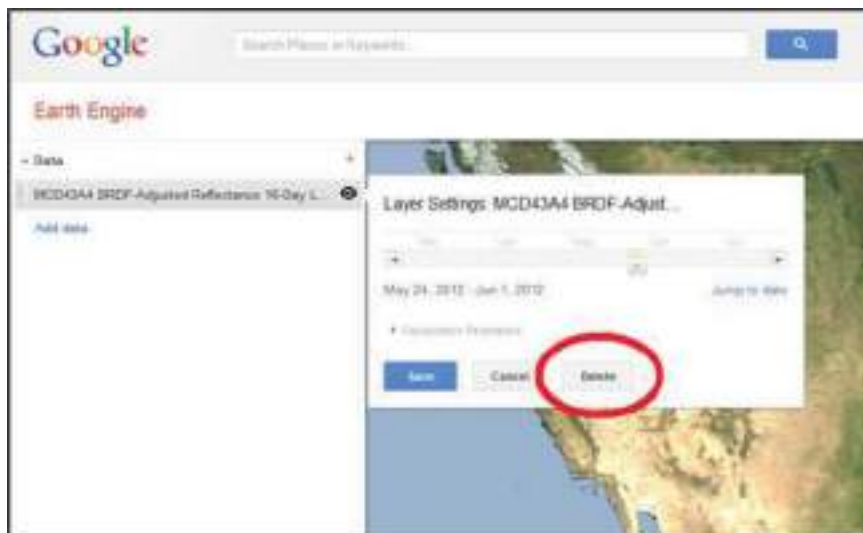 Google
Search Places or Keywords...
Earth Engine
Data
MCD43A4 BRDF-Adjusted Reflectance 16-Day L...
Add data
Layer Settings: MCD43A4 BRDF-Adjust...
May 24, 2012 - Jun 1, 2012
Jump to date
Save
Cancel
Delete